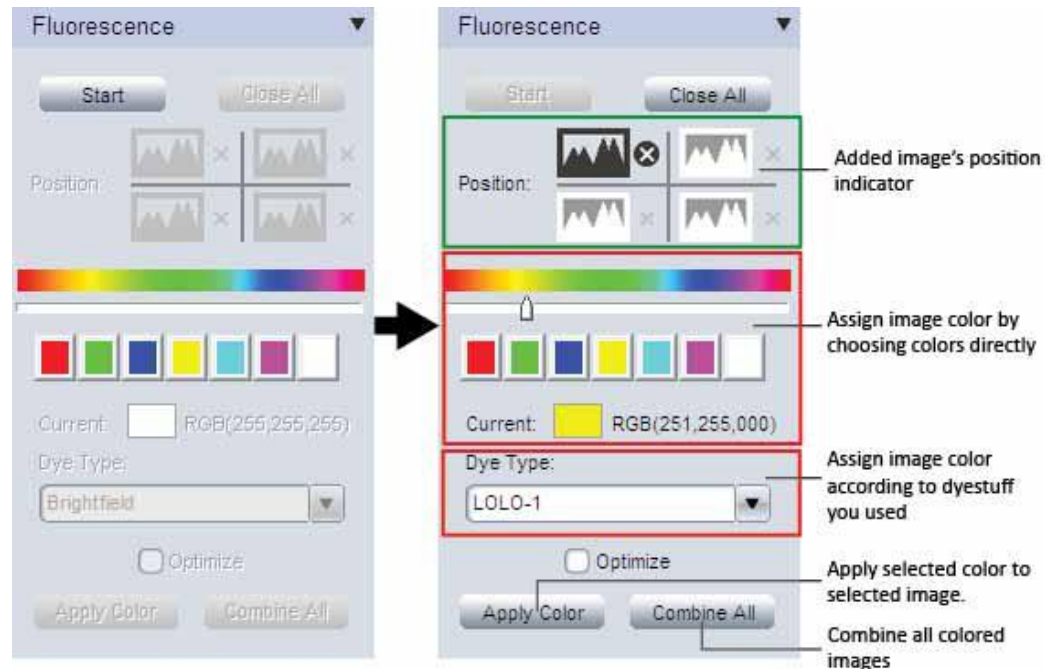 Fluorescence
Start
Close All
Position:
Current:
RGB(255,255,255)
Dye Type:
Brightfield
Optimize
Apply Color
Combine All
Fluorescence
Start
Close All
Position:
Current:
RGB(251,255,000)
Dye Type:
LOLO-1
Optimize
Apply Color
Combine All
Added image's position
indicator
Assign image color by
choosing colors directly
Assign image color
according to dyestuff
you used
Apply selected color to
selected image.
Combine all colored
images